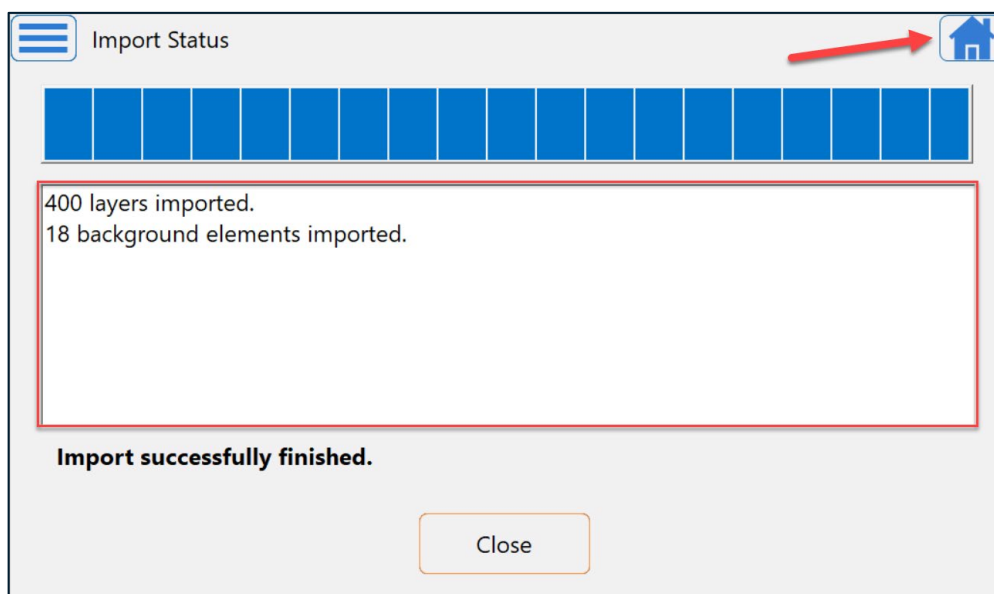 Import Status
400 layers imported.
18 background elements imported.
Import successfully finished.
Close